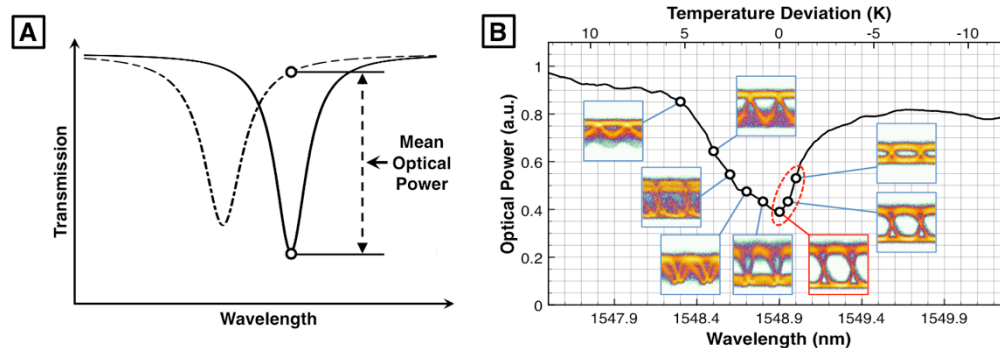 A
Transmission
Mean
Optical
Power
Wavelength
B
Temperature Deviation (K)
10 5 0 -5 -10
Optical Power (a.u.)
1
0.8
0.6
0.4
0.2
0
1547.9 1548.4 1548.9 1549.4 1549.9
Wavelength (nm)